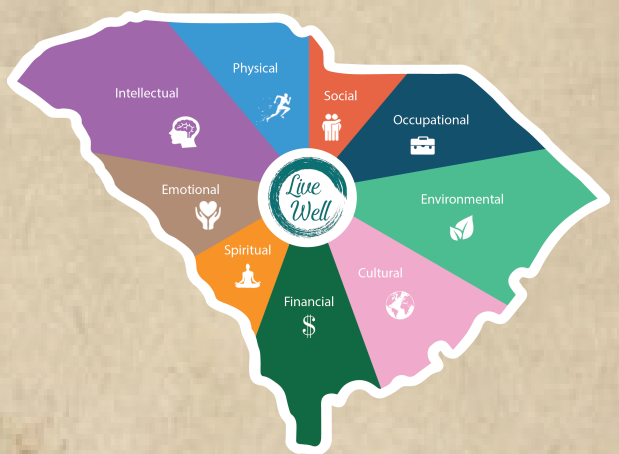 Physical
Social
Intellectual
Occupational
Live
Well
Emotional
Environmental
Spiritual
Cultural
Financial
$